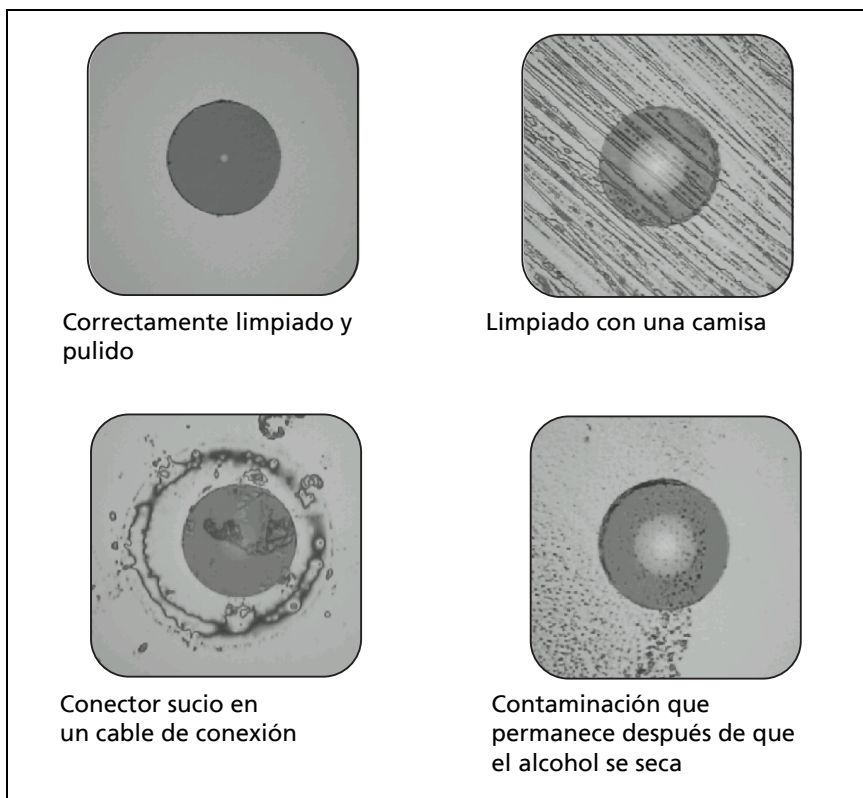 Correctamente limpiado y
pulido
Limpiado con una camisa
Conector sucio en
un cable de conexión
Contaminación que
permanece después de que
el alcohol se seca